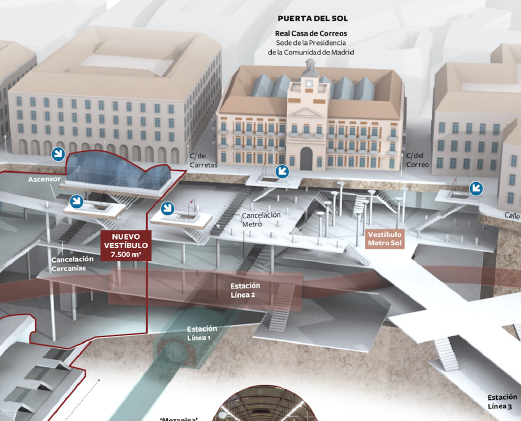 PUERTA DEL SOL
Real Casa de Correos
Sede de la Presidencia
de la Comunidad de Madrid
C/de
Carretas
C/del
Correo
Ascensor
Calle
Cancelación
Metro
NUEVO
VESTÍBULO
7.500 m²
Vestíbulo
Metro Sol
Cancelación
Cercanías
Estación
Línea 2
Estación
Línea 1
Estación
Línea 3
'Mezanina'